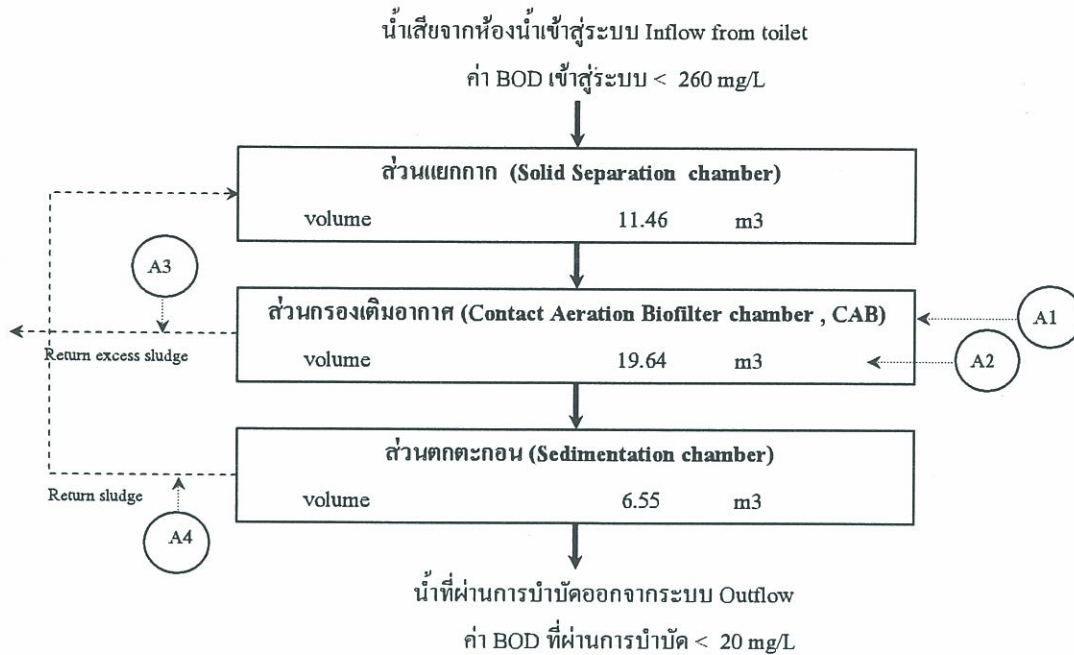 น้ำเสียจากห้องน้ำเข้าสู่ระบบ Inflow from toilet
ค่า BOD เข้าสู่ระบบ < 260 mg/L
ส่วนแยกกาก (Solid Separation chamber)
volume 11.46 m3
A3
ส่วนกรองเติมอากาศ (Contact Aeration Biofilter chamber , CAB)
A1
Return excess sludge
volume 19.64 m3
A2
ส่วนตกตะกอน (Sedimentation chamber)
Return sludge
volume 6.55 m3
A4
น้ำที่ผ่านการบำบัดออกจากระบบ Outflow
ค่า BOD ที่ผ่านการบำบัด < 20 mg/L